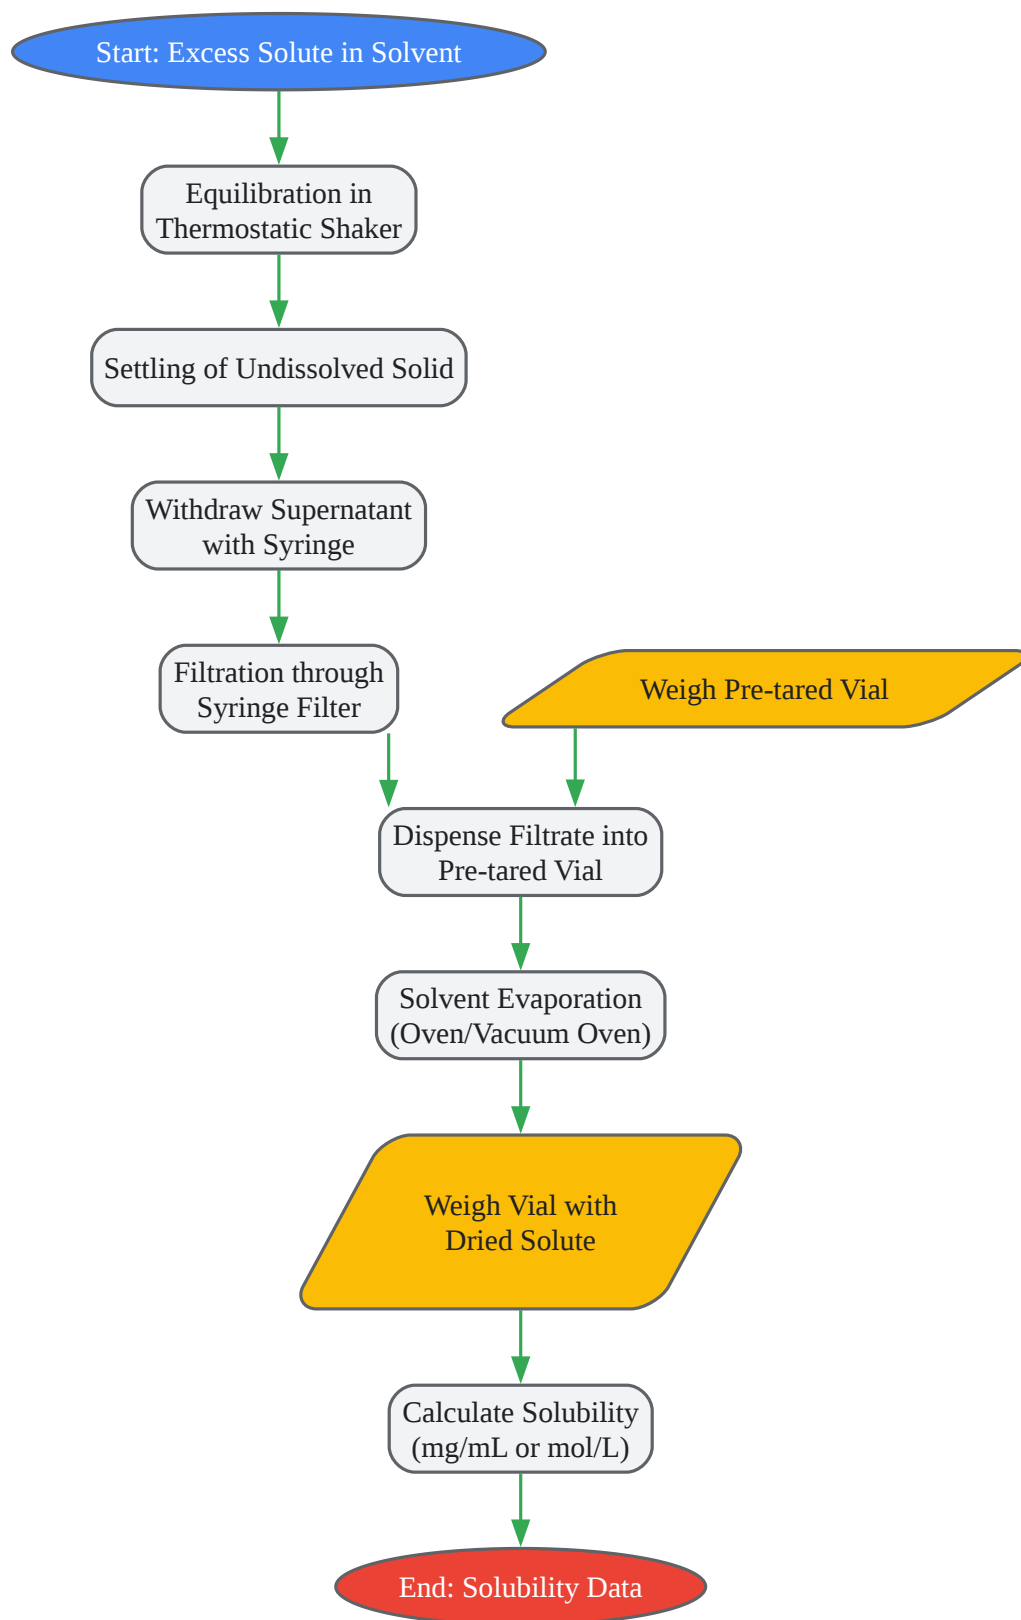 Start: Excess Solute in Solvent
Equilibration in
Thermostatic Shaker
Settling of Undissolved Solid
Withdraw Supernatant
with Syringe
Filtration through
Syringe Filter
Weigh Pre-tared Vial
Dispense Filtrate into
Pre-tared Vial
Solvent Evaporation
(Oven/Vacuum Oven)
Weigh Vial with
Dried Solute
Calculate Solubility
(mg/mL or mol/L)
End: Solubility Data